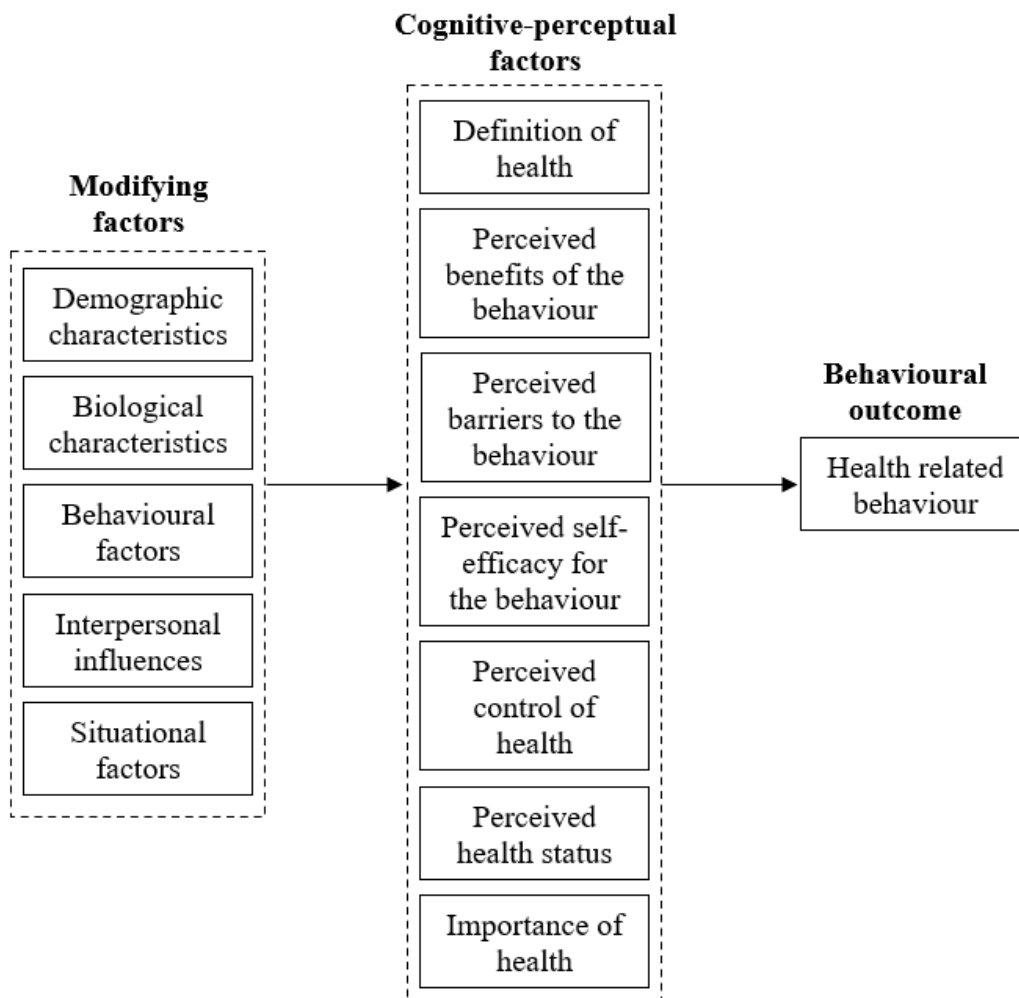 Modifying
factors
Demographic
characteristics
Biological
characteristics
Behavioural
factors
Interpersonal
influences
Situational
factors
Cognitive-perceptual
factors
Definition of
health
Perceived
benefits of the
behaviour
Perceived
barriers to the
behaviour
Perceived self-
efficacy for
the behaviour
Perceived
control of
health
Perceived
health status
Importance of
health
Behavioural
outcome
Health related
behaviour